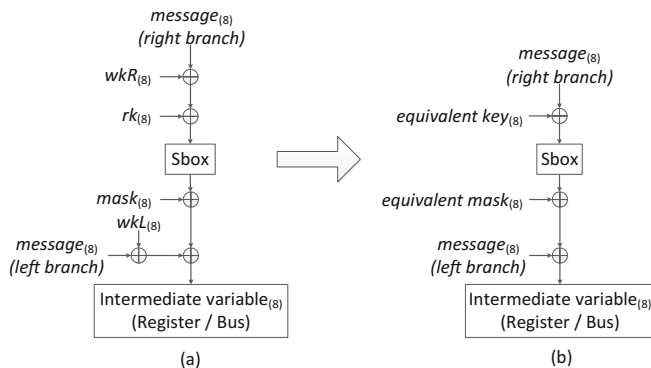 message(8)
(right branch)
wkR(8)
rk(8)
Sbox
mask(8)
wkL(8)
message(8)
(left branch)
Intermediate variable(8)
(Register / Bus)
(a)
message(8)
(right branch)
equivalent key(8)
Sbox
equivalent mask(8)
message(8)
(left branch)
Intermediate variable(8)
(Register / Bus)
(b)